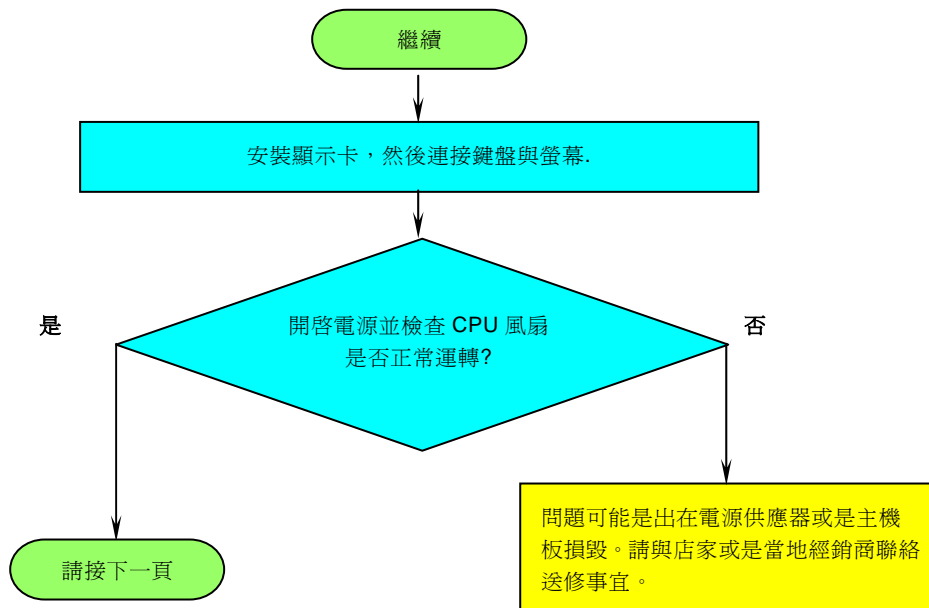 繼續
安裝顯示卡，然後連接鍵盤與螢幕.
是
開啓電源並檢查 CPU 風扇
是否正常運轉?
否
問題可能是出在電源供應器或是主機
板損毀。請與店家或是當地經銷商聯絡
送修事宜。
請接下一頁